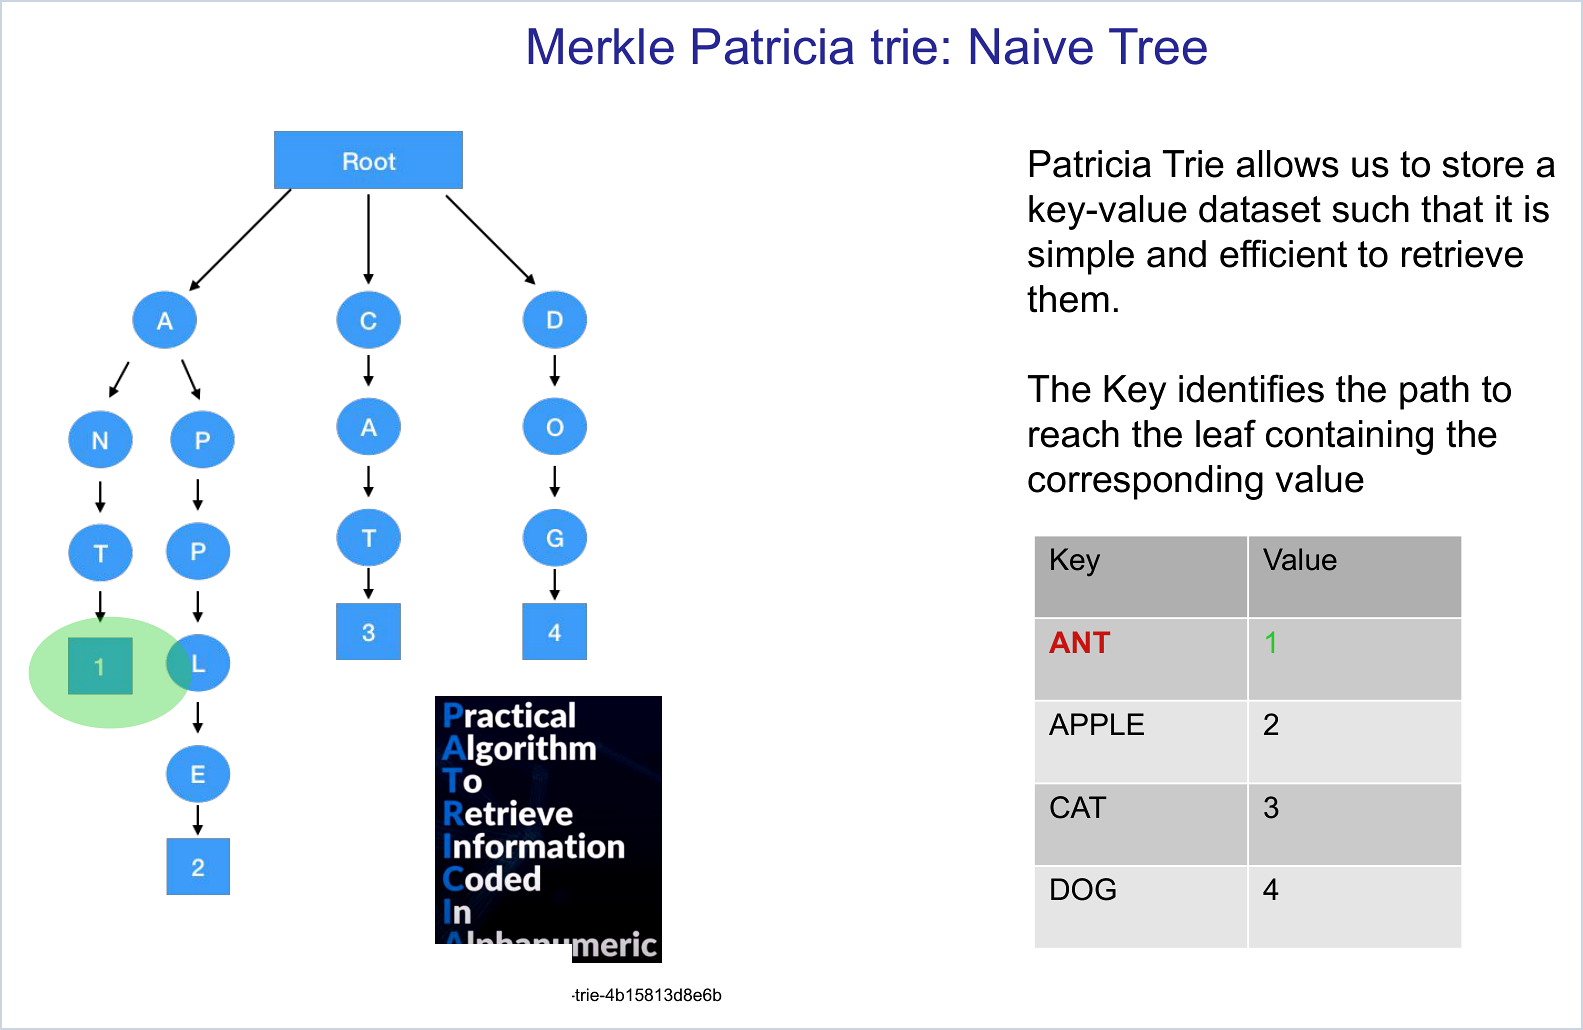 Merkle Patricia trie: Naive Tree
Root
A
C
D
N
P
A
O
T
P
T
G
1
L
3
4
E
2
Practical
Algorithm
To
Retrieve
Information
Coded
In
Alphanumeric
-trie-4b15813d8e6b
Patricia Trie allows us to store a
key-value dataset such that it is
simple and efficient to retrieve
them.
The Key identifies the path to
reach the leaf containing the
corresponding value
Key Value
ANT 1
APPLE 2
CAT 3
DOG 4